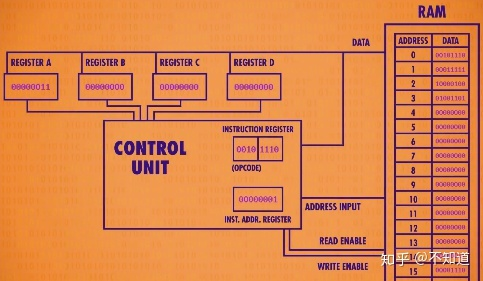 RAM
DATA
ADDRESS DATA
0 00101110
1 00011111
2 10000100
3 01001101
4 00000000
5 00000000
6 00000000
7 00000000
8 00000000
9 00000000
10 00000000
11 00000000
12 00000000
13 00000000
15 00001110
REGISTER A
REGISTER B
REGISTER C
REGISTER D
00000011
00000000
00000000
00000000
CONTROL
UNIT
INSTRUCTION REGISTER
0010 1110
(OPCODE)
00000001
INST. ADDR. REGISTER
ADDRESS INPUT
READ ENABLE
WRITE ENABLE
知乎 @不知道